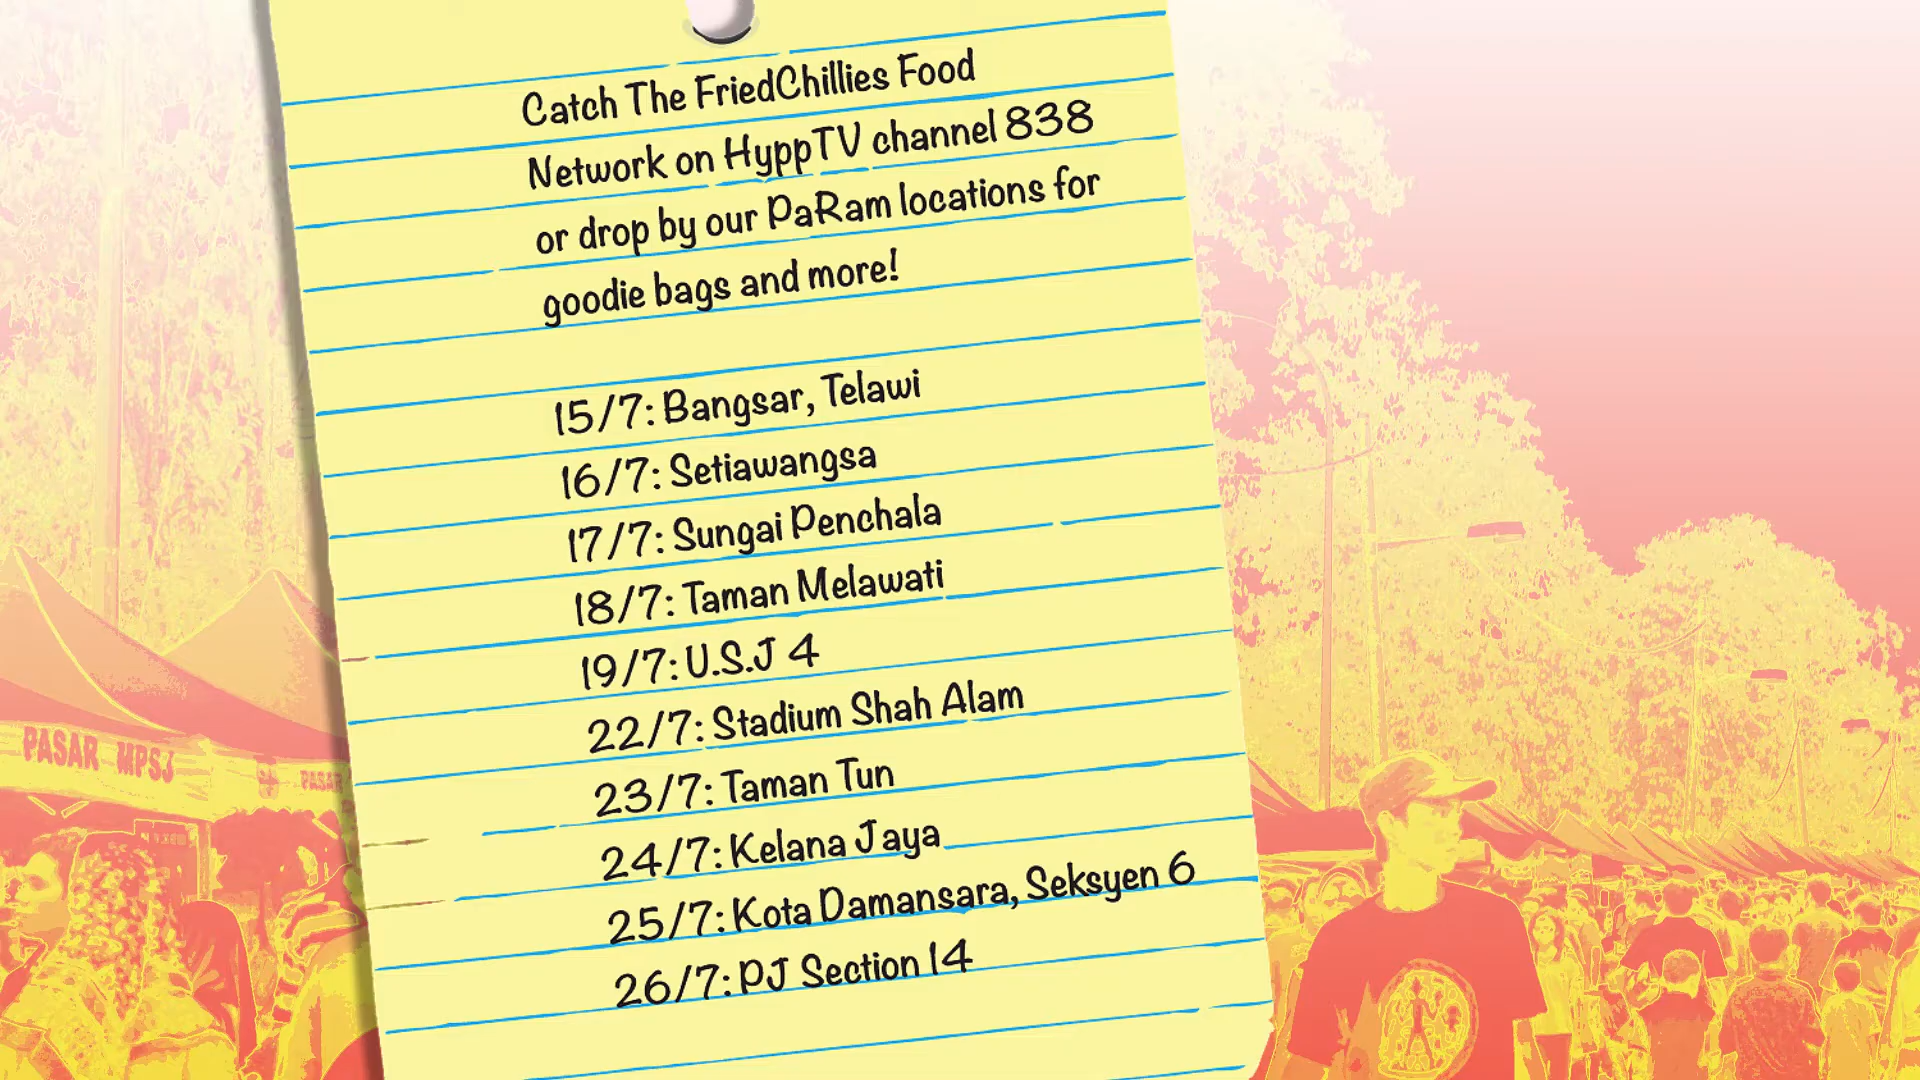 Catch The FriedChillies Food
Network on HyppTV channel 838
or drop by our PaRam locations for
goodie bags and more!
15/7: Bangsar, Telawi
16/7: Setiawangsa
17/7: Sungai Penchala
18/7: Taman Melawati
19/7: U.S.J 4
22/7: Stadium Shah Alam
23/7: Taman Tun
24/7: Kelana Jaya
25/7: Kota Damansara, Seksyen 6
26/7: PJ Section 14
PASAR MPSJ
PASAR